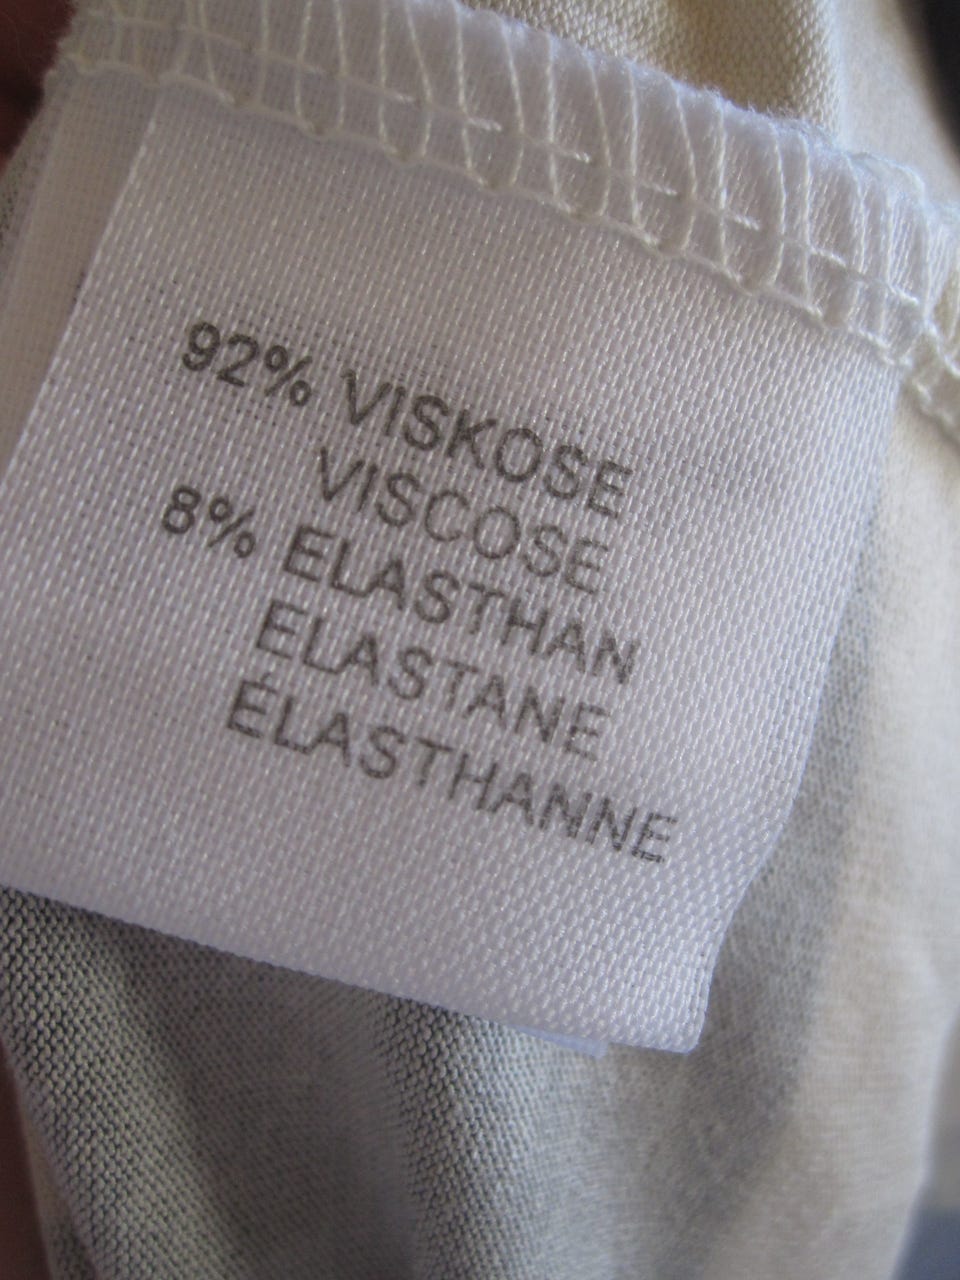 92% VISKOSE
VISCOSE
8% ELASTHAN
ELASTANE
ÉLASTHANNE